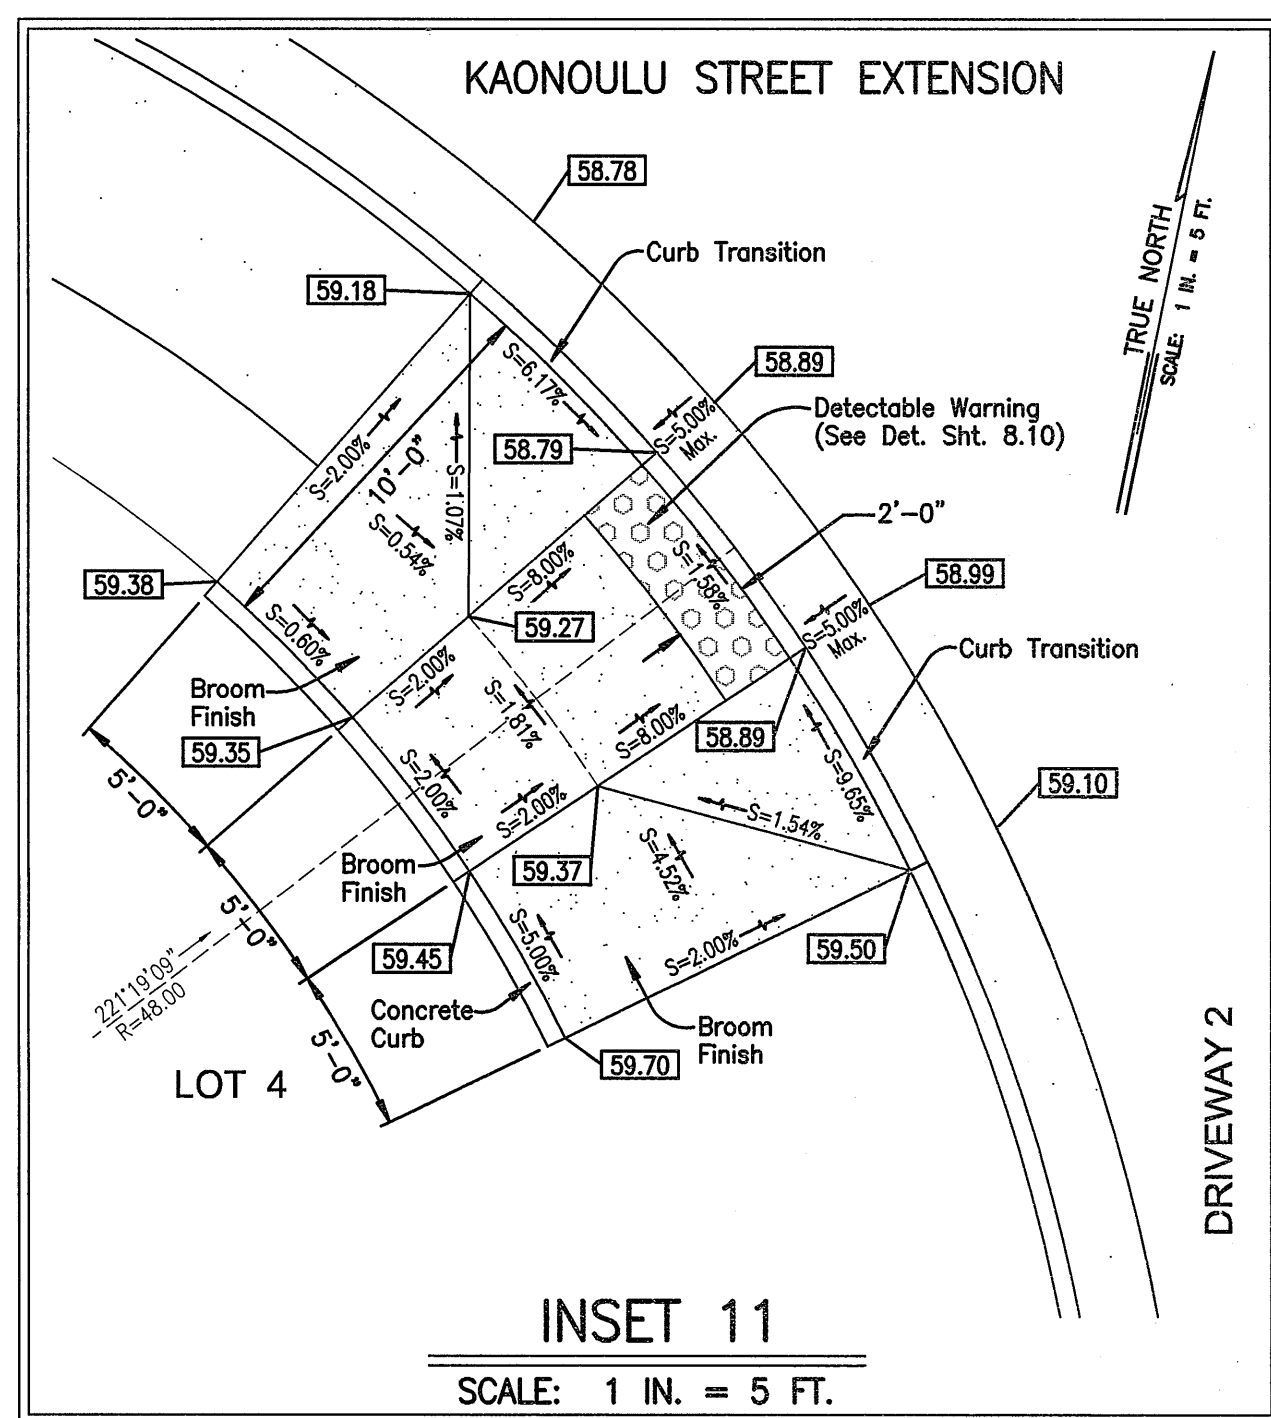 KAONOULU STREET EXTENSION
58.78
TRUE NORTH
SCALE: 1 IN. = 5 FT.
Curb Transition
59.18
S=6.17%
58.89
S=5.00%
Max.
Detectable Warning
(See Det. Sht. 8.10)
S=2.00%
10'-0"
58.79
S=1.07%
S=0.54%
2'-0"
S=1.58%
S=8.00%
58.99
59.38
S=0.60%
59.27
S=5.00%
Max.
Curb Transition
S=2.00%
Broom
Finish
S=1.81%
59.35
S=8.00%
58.89
S=2.00%
5'-0"
S=2.00%
S=9.65%
59.10
S=1.54%
Broom
Finish
59.37
S=4.52%
5'-0"
S=5.00%
59.45
S=2.00%
59.50
221°19'09"
R=48.00
Concrete
Curb
Broom
Finish
5'-0"
59.70
LOT 4
DRIVEWAY 2
INSET 11
SCALE: 1 IN. = 5 FT.